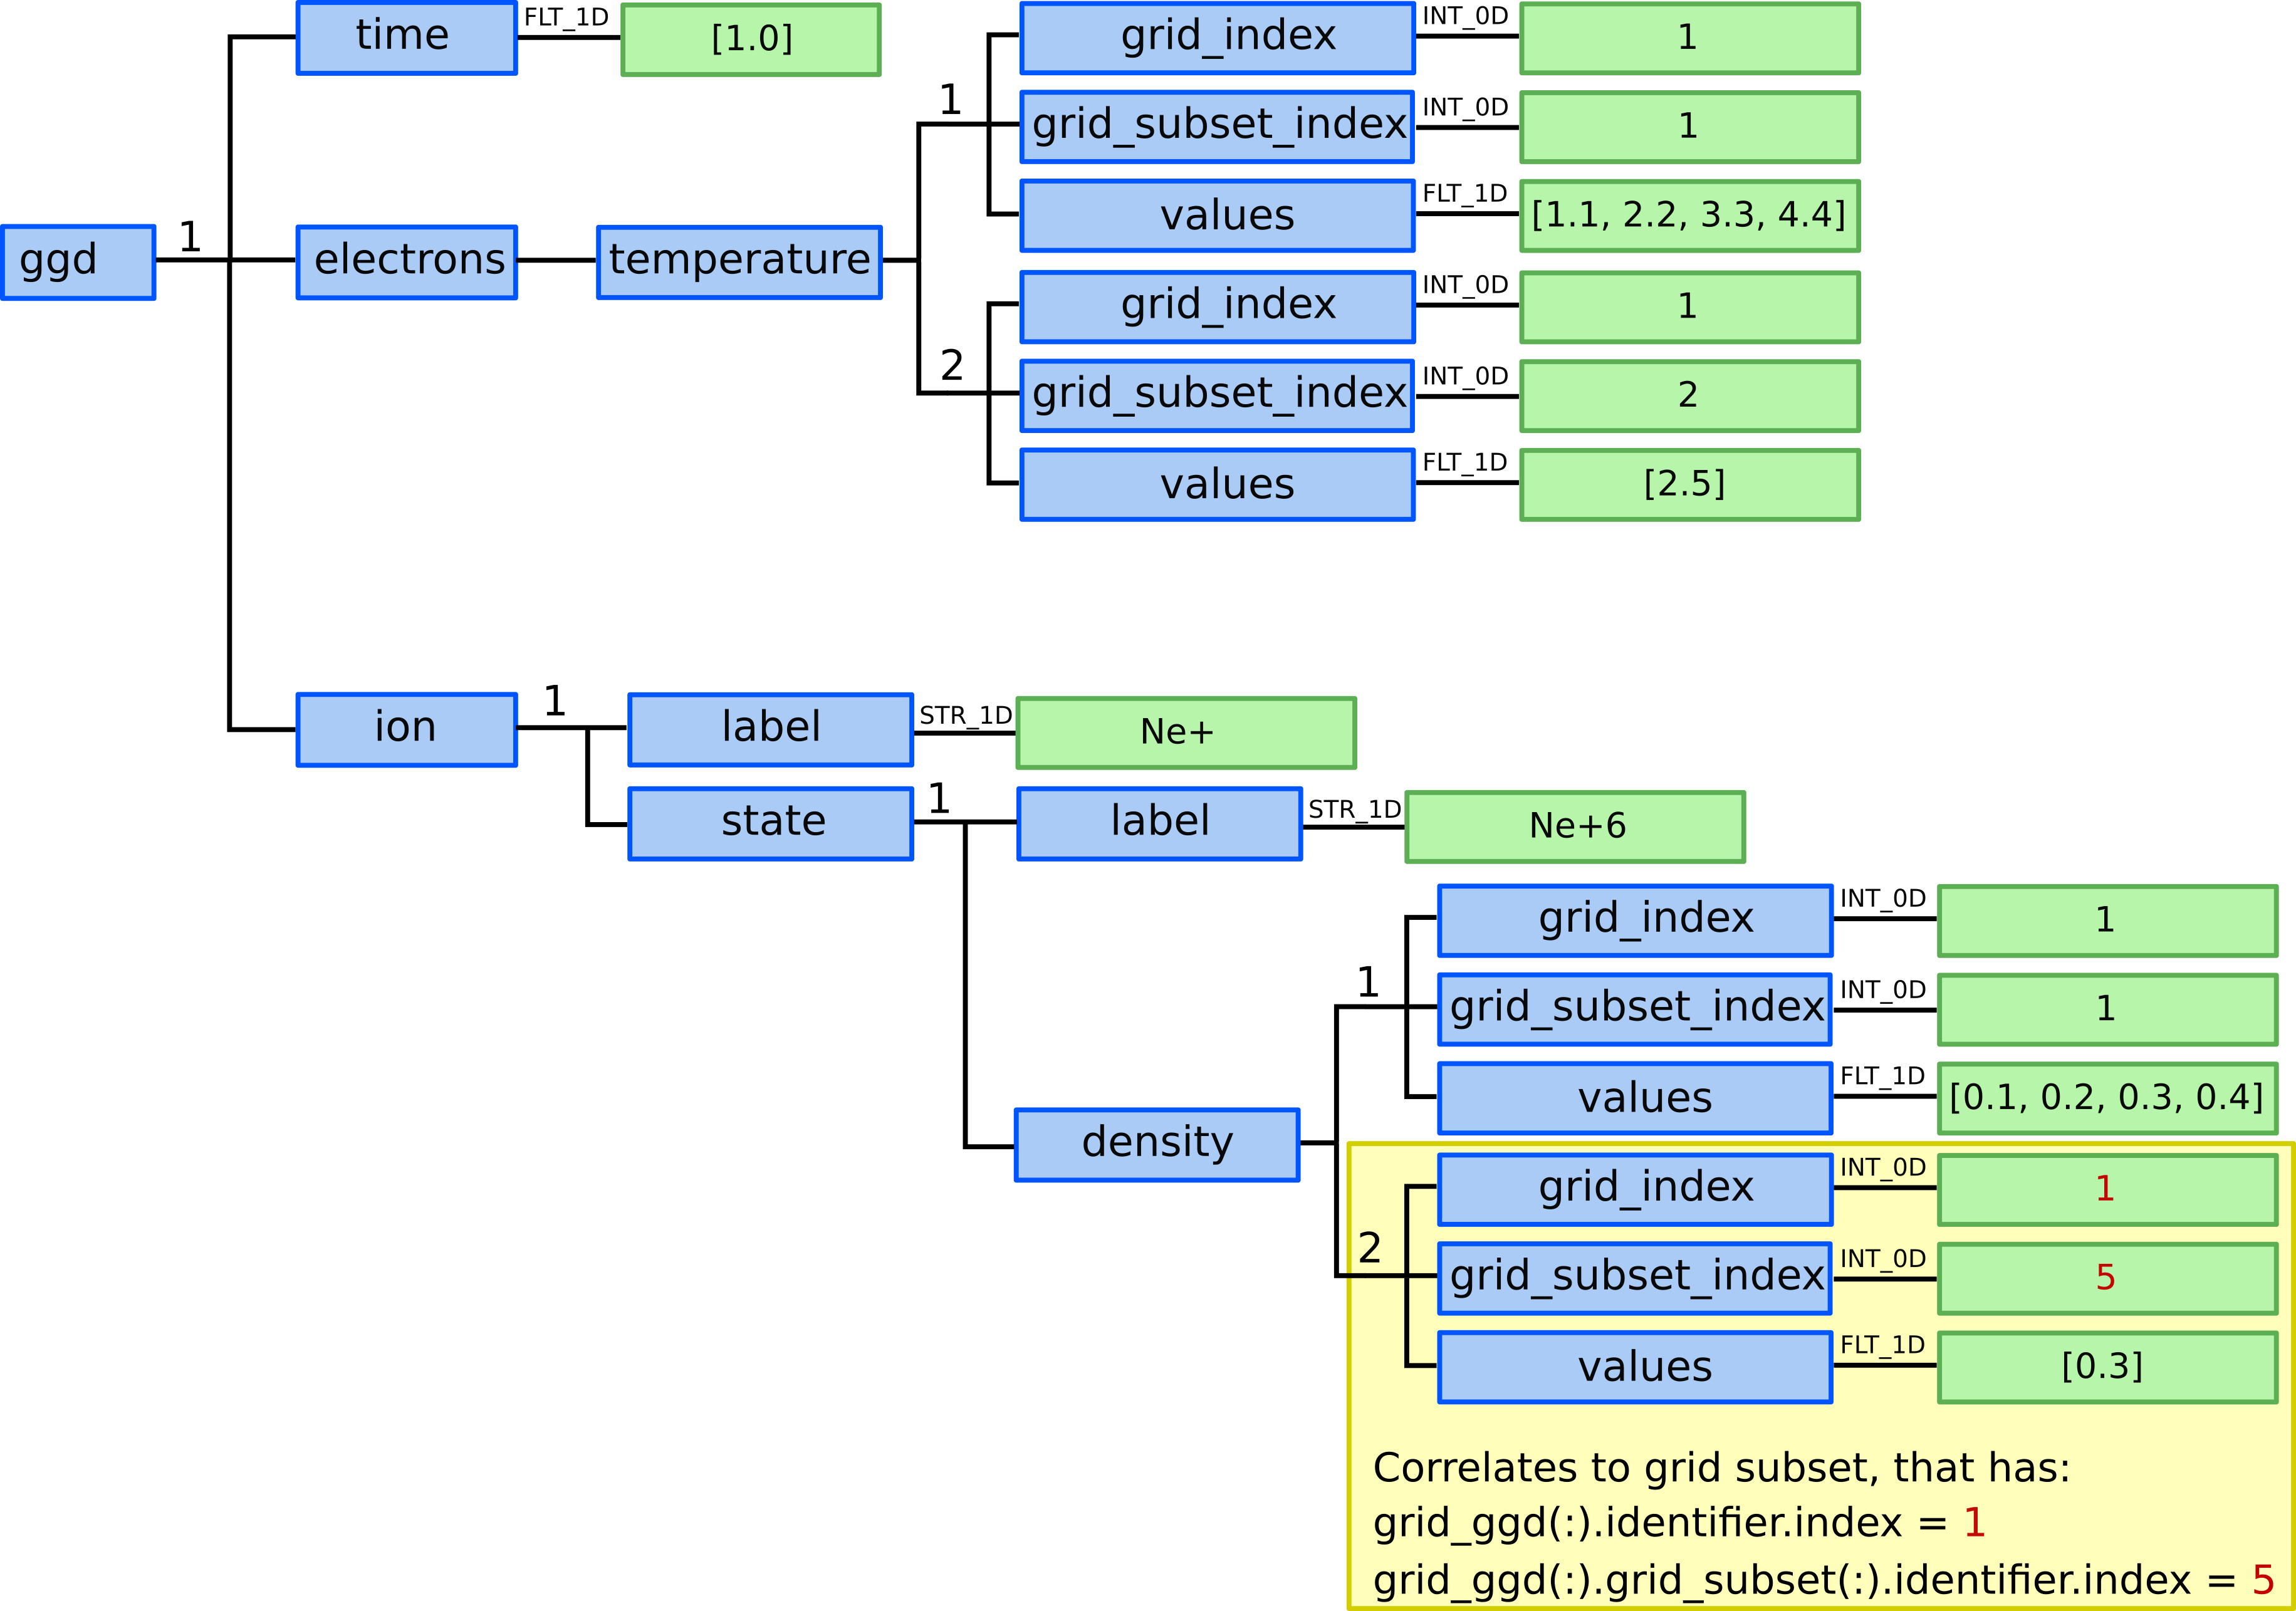 time
FLT_1D
[1.0]
grid_index
INT_0D
1
1
grid_subset_index
INT_0D
1
values
FLT_1D
[1.1, 2.2, 3.3, 4.4]
ggd
1
electrons
temperature
grid_index
INT_0D
1
2
grid_subset_index
INT_0D
2
values
FLT_1D
[2.5]
ion
1
label
STR_1D
Ne+
state
1
label
STR_1D
Ne+6
grid_index
INT_0D
1
1
grid_subset_index
INT_0D
1
values
FLT_1D
[0.1, 0.2, 0.3, 0.4]
density
grid_index
INT_0D
1
2
grid_subset_index
INT_0D
5
values
FLT_1D
[0.3]
Correlates to grid subset, that has:
grid_ggd(:).identifier.index = 1
grid_ggd(:).grid_subset(:).identifier.index = 5